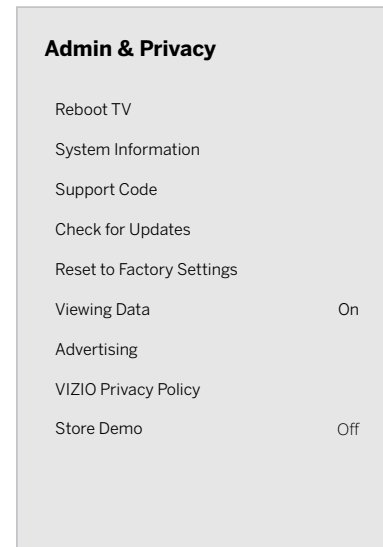 Admin & Privacy
Reboot TV
System Information
Support Code
Check for Updates
Reset to Factory Settings
Viewing Data On
Advertising
VIZIO Privacy Policy
Store Demo Off